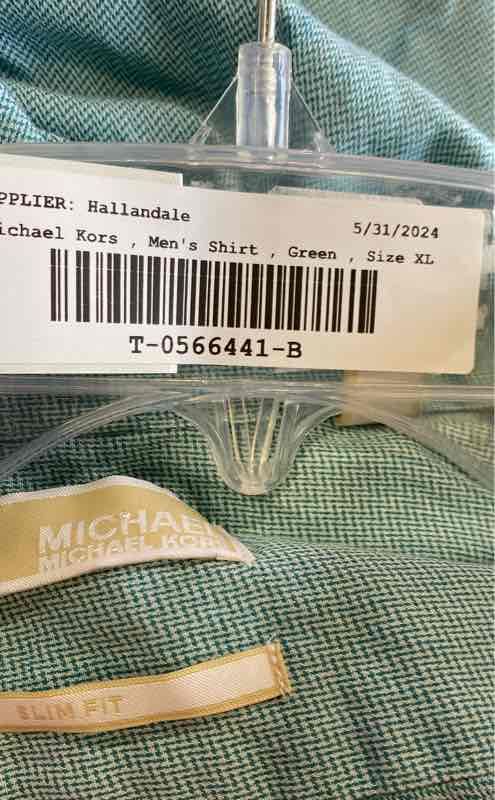 PPLIER: Hallandale
5/31/2024
ichael Kors , Men's Shirt , Green , Size XL
T-0566441-B
MICHAEL
MICHAEL KORS
SLIM FIT